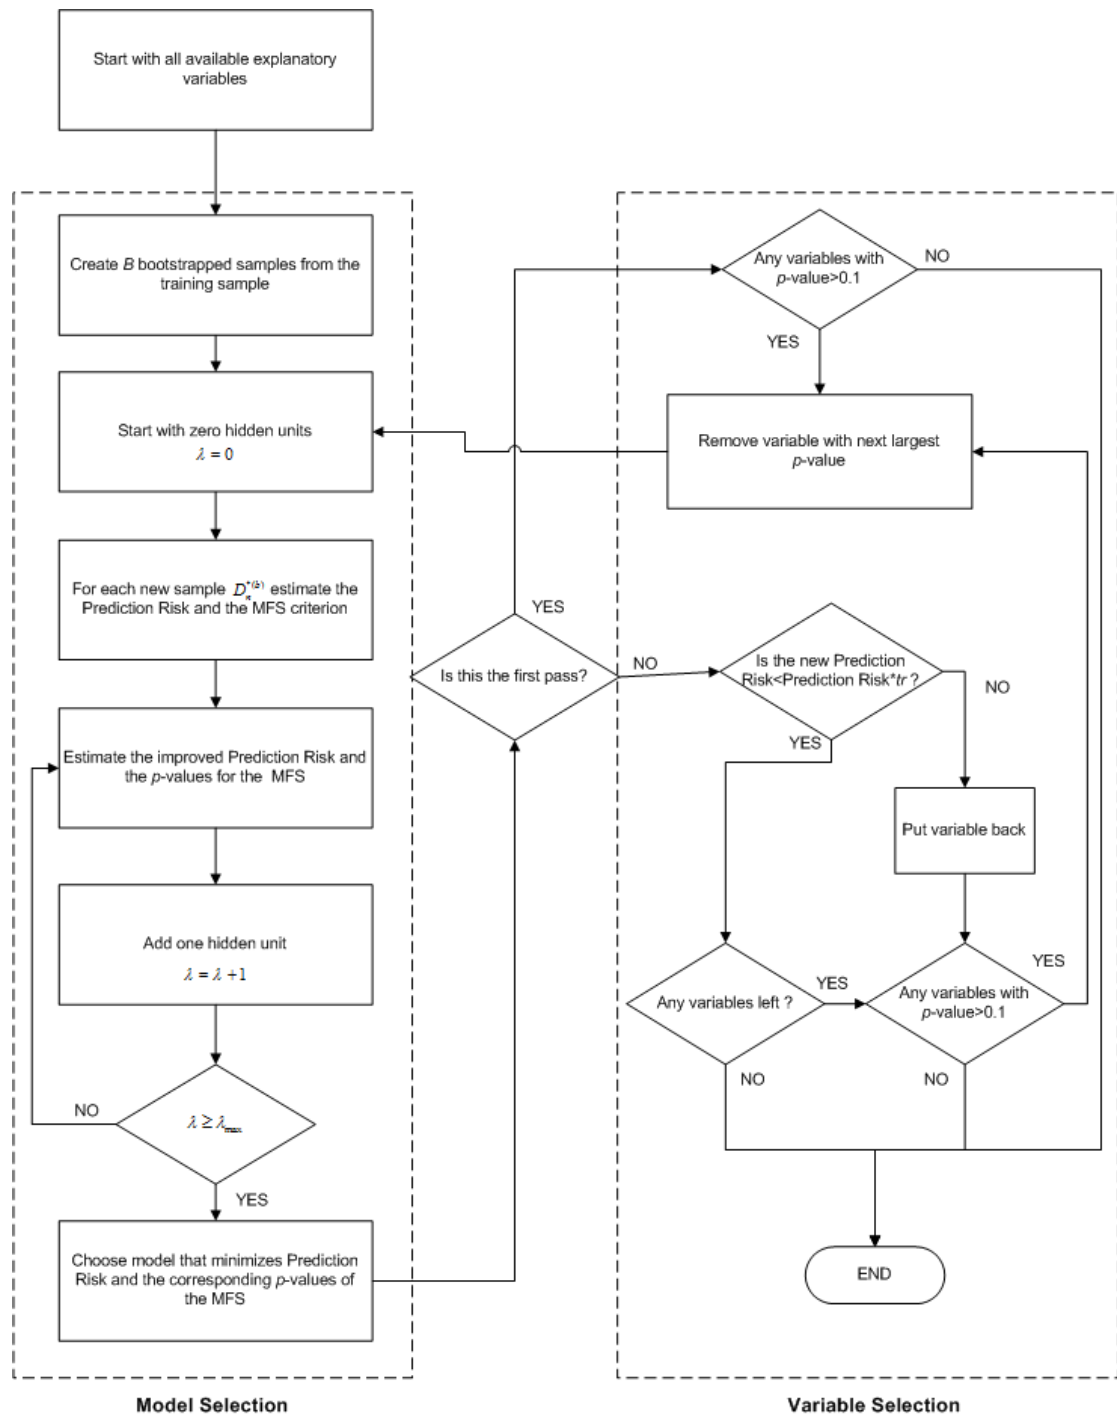 Start with all available explanatory
variables
Create B bootstrapped samples from the
training sample
Start with zero hidden units
λ = 0
For each new sample D_n^{*(b)} estimate the
Prediction Risk and the MFS criterion
Estimate the improved Prediction Risk and
the p-values for the MFS
Add one hidden unit
λ = λ +1
λ ≥ λ_max
NO
YES
Choose model that minimizes Prediction
Risk and the corresponding p-values of
the MFS
Model Selection
Is this the first pass?
YES
NO
Any variables with
p-value>0.1
NO
YES
Remove variable with next largest
p-value
Is the new Prediction
Risk<Prediction Risk*tr ?
NO
YES
Put variable back
Any variables left ?
YES
NO
Any variables with
p-value>0.1
YES
NO
END
Variable Selection